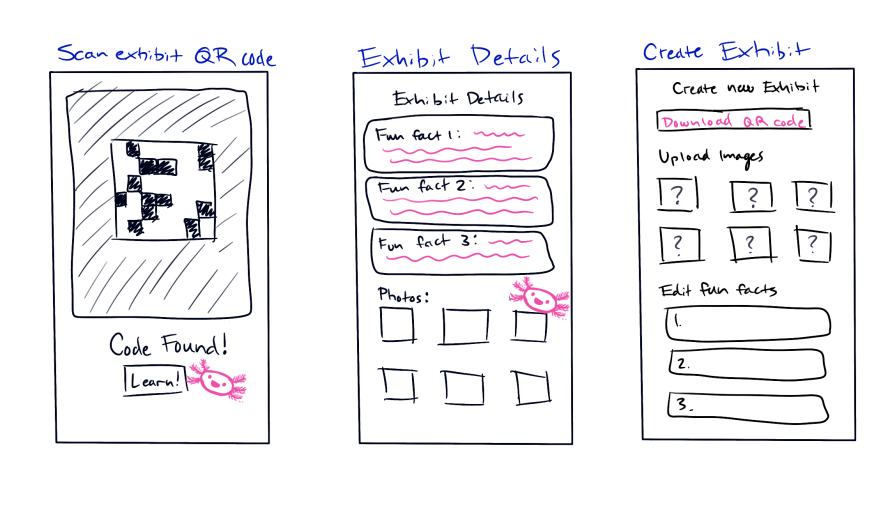 Scan exhibit QR code
Code Found!
Learn!
Exhibit Details
Exhibit Details
Fun fact 1:
Fun fact 2:
Fun fact 3:
Photos:
Create Exhibit
Create new Exhibit
Download QR code
Upload Images
? ? ?
? ? ?
Edit fun facts
1.
2.
3.